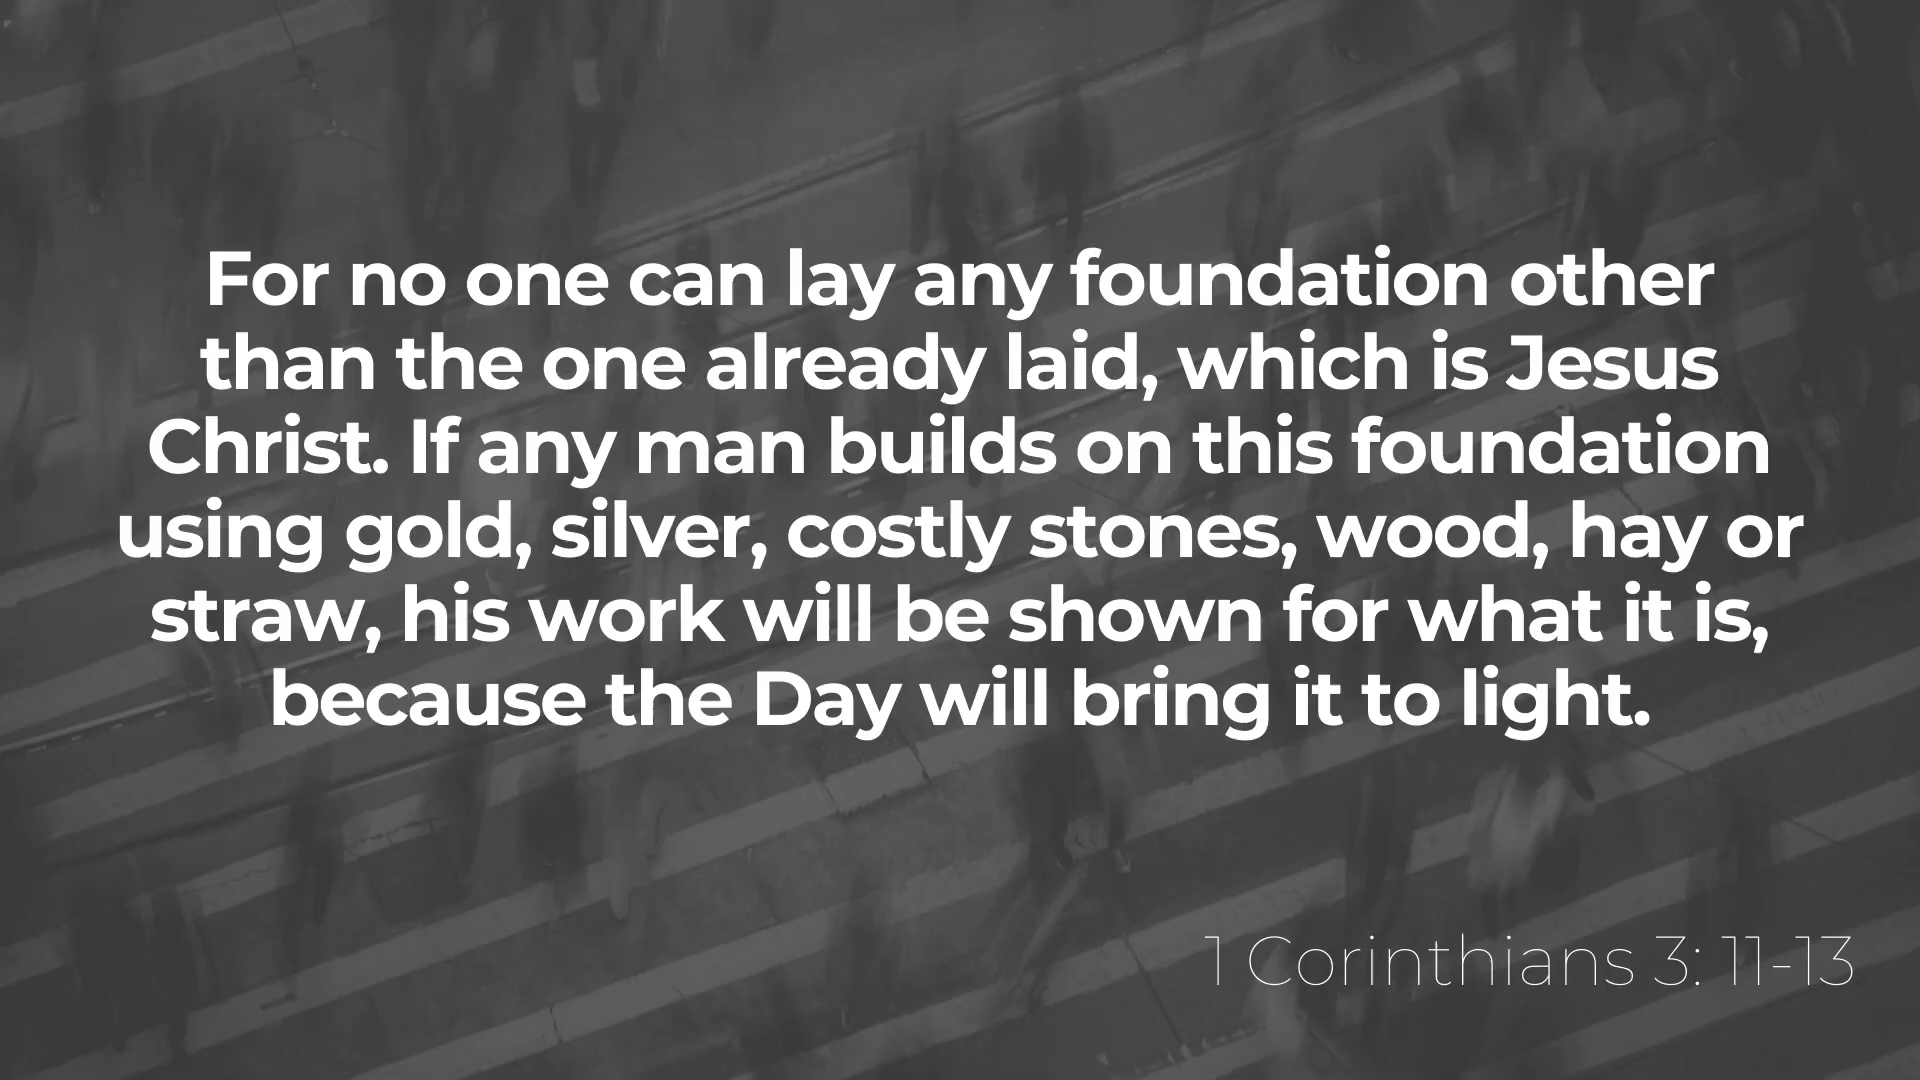 For no one can lay any foundation other
than the one already laid, which is Jesus
Christ. If any man builds on this foundation
using gold, silver, costly stones, wood, hay or
straw, his work will be shown for what it is,
because the Day will bring it to light.
1 Corinthians 3: 11-13